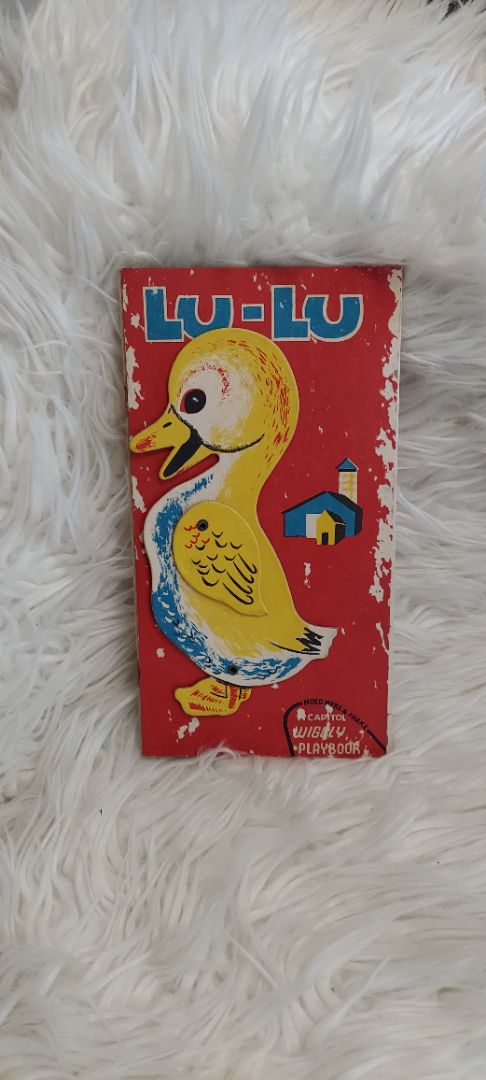 LU-LU
HOLD HERE & SHAKE
A CAPITOL
WIGGLY
PLAYBOOK